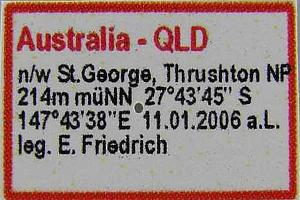 Australia - QLD
n/w St.George, Thrushton NP
214m müNN 27°43'45" S
147°43'38"E 11.01.2006 a.L.
leg. E. Friedrich